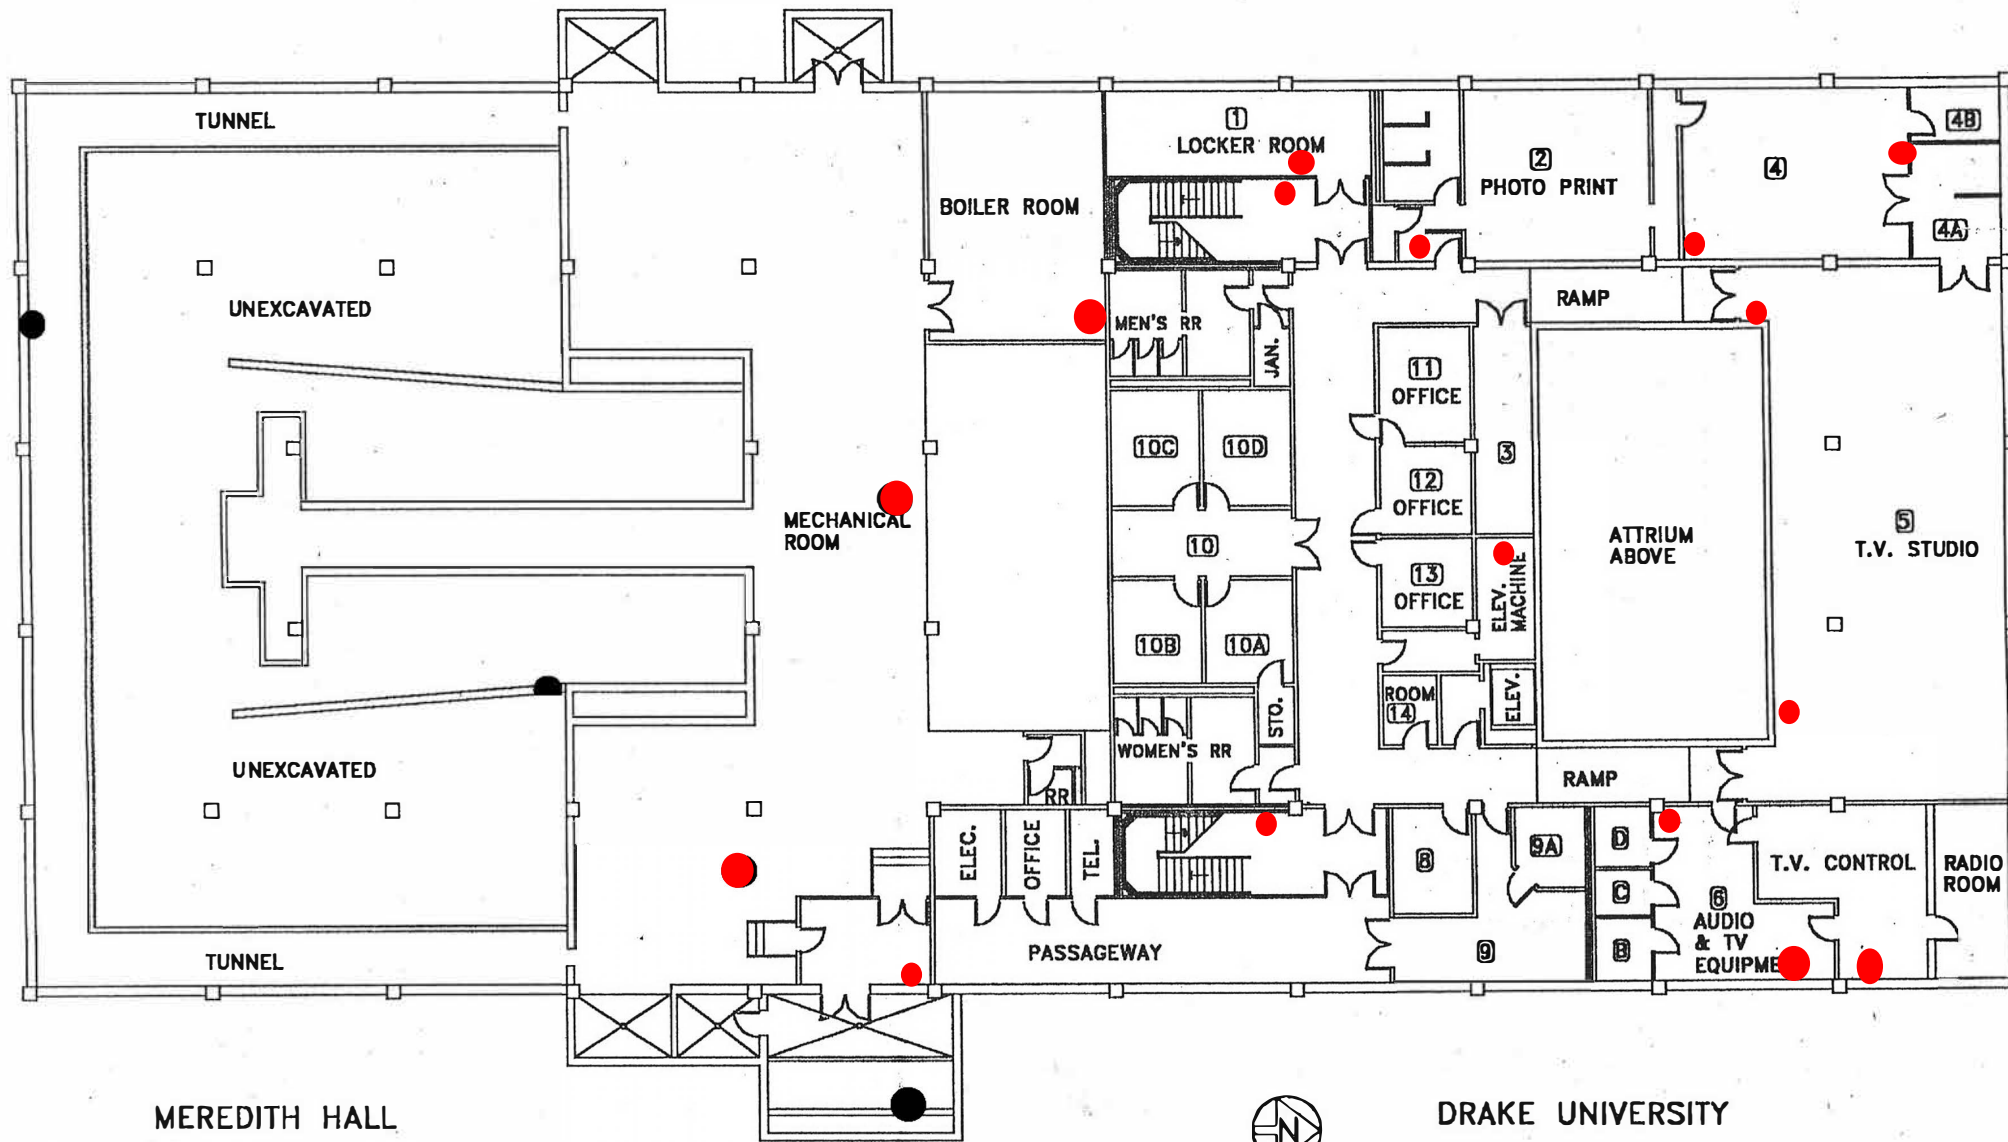 TUNNEL
1
LOCKER ROOM
2
PHOTO PRINT
4
4B
4A
BOILER ROOM
UNEXCAVATED
RAMP
MEN'S RR
JAN.
11
OFFICE
10C
10D
3
12
OFFICE
MECHANICAL
ROOM
10
ATTRIUM
ABOVE
5
T.V. STUDIO
13
OFFICE
ELEV.
MACHINE
10B
10A
ROOM
14
ELEV.
STO.
WOMEN'S RR
UNEXCAVATED
RAMP
RR
ELEC.
OFFICE
TEL.
8
9A
D
C
B
6
AUDIO
& TV
EQUIPME
T.V. CONTROL
RADIO
ROOM
9
PASSAGEWAY
TUNNEL
MEREDITH HALL
N
DRAKE UNIVERSITY